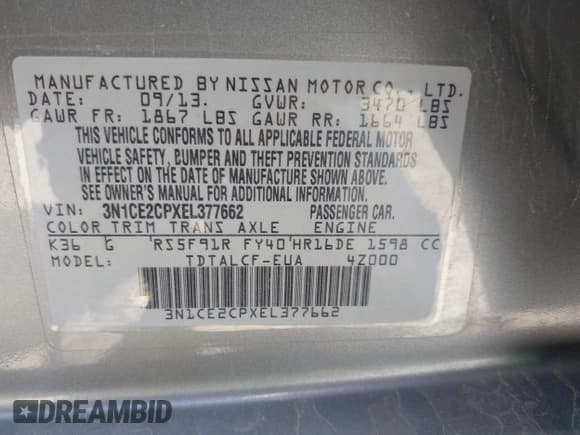 MANUFACTURED BY NISSAN MOTOR CO., LTD.
DATE: 09/13. GVWR: 3470 LBS
GAWR FR: 1867 LBS GAWR RR: 1664 LBS
THIS VEHICLE CONFORMS TO ALL APPLICABLE FEDERAL MOTOR
VEHICLE SAFETY, BUMPER AND THEFT PREVENTION STANDARDS
IN EFFECT ON THE DATE OF MANUFACTURE SHOWN ABOVE.
SEE OWNER'S MANUAL FOR ADDITIONAL INFORMATION.
VIN: 3N1CE2CPXEL377662 PASSENGER CAR.
COLOR TRIM TRANS AXLE ENGINE
K36 G 'RS5F91R FY40'HR16DE 1598 CC
MODEL: TDTALCF-EUA 4Z000
3N1CE2CPXEL377662
DREAMBID